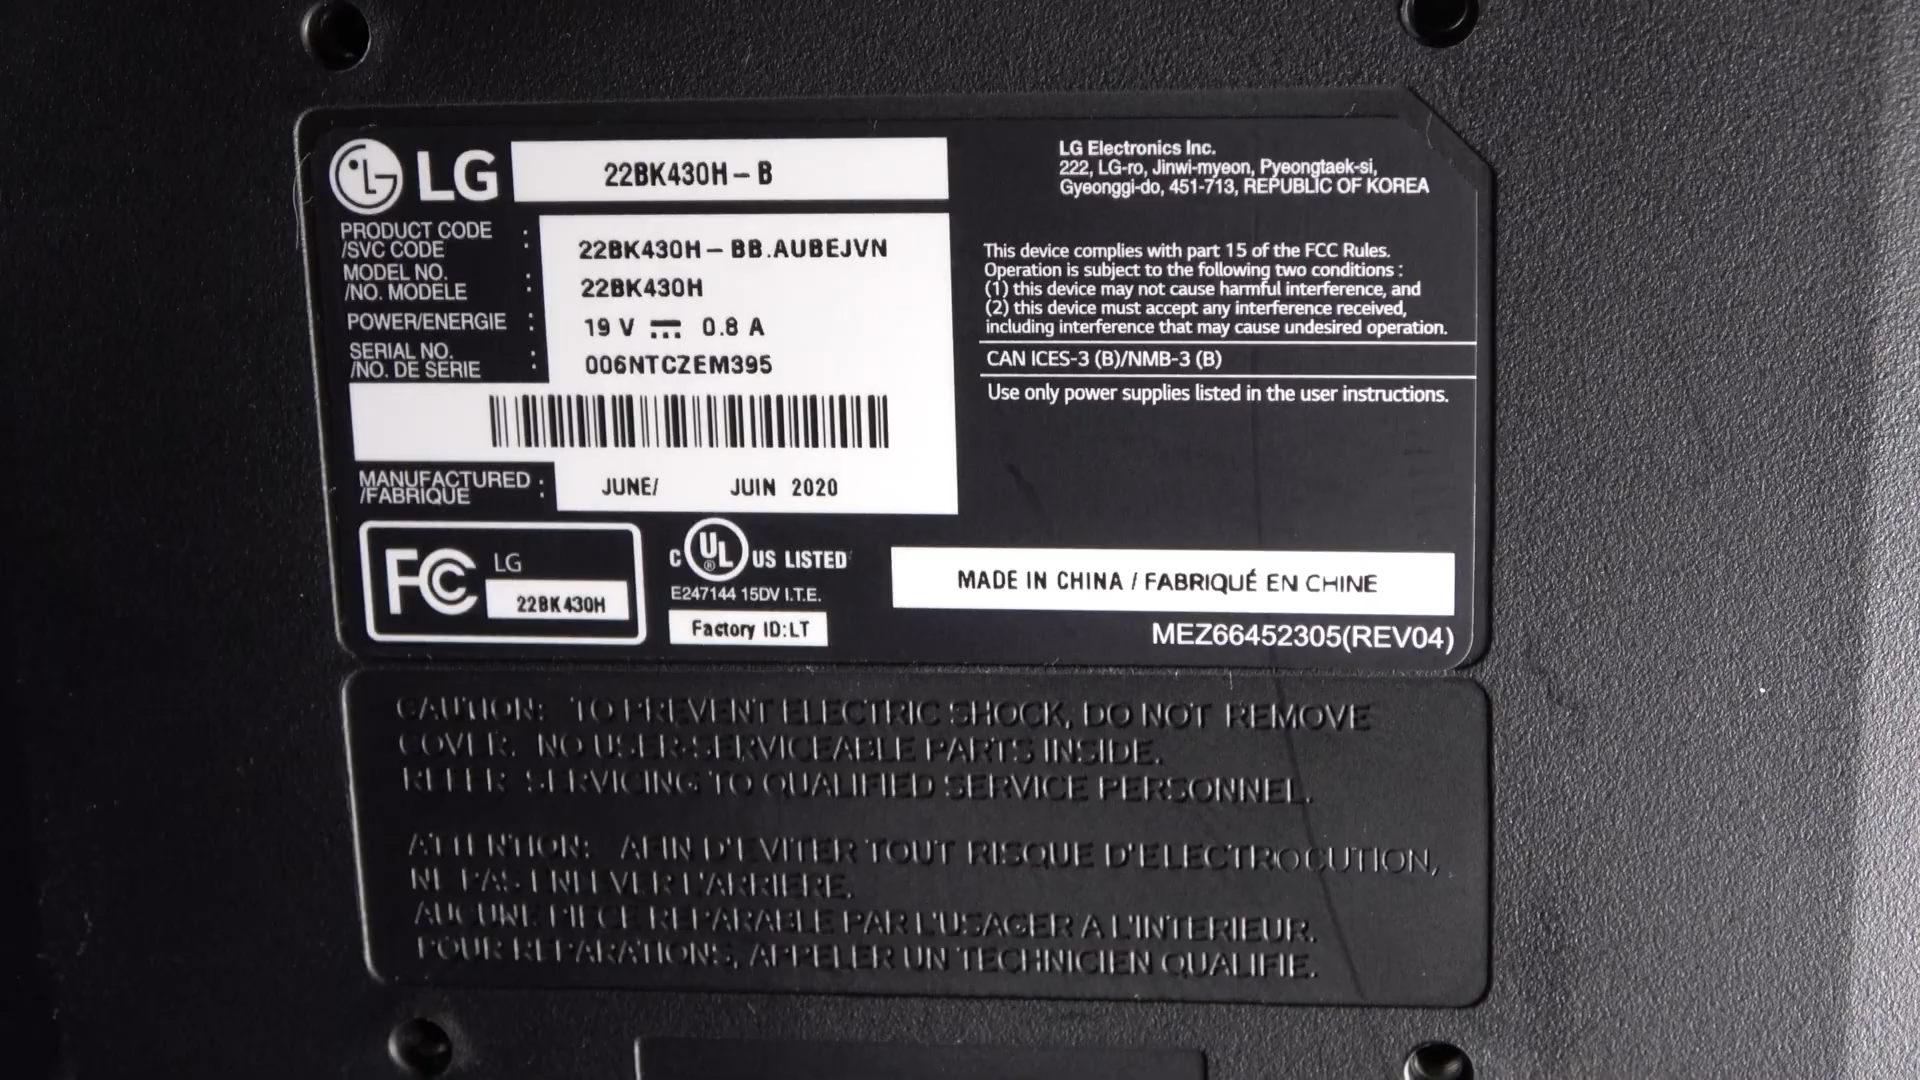 LG 22BK430H-B
PRODUCT CODE
/SVC CODE : 22BK430H-BB.AUBEJVN
MODEL NO.
/NO. MODELE : 22BK430H
POWER/ENERGIE : 19 V ⎓ 0.8 A
SERIAL NO.
/NO. DE SERIE : 006NTCZEM395
MANUFACTURED
/FABRIQUE : JUNE/ JUIN 2020
FC LG
22BK430H
C UL® US LISTED
E247144 15DV I.T.E.
Factory ID:LT
LG Electronics Inc.
222, LG-ro, Jinwi-myeon, Pyeongtaek-si,
Gyeonggi-do, 451-713, REPUBLIC OF KOREA
This device complies with part 15 of the FCC Rules.
Operation is subject to the following two conditions :
(1) this device may not cause harmful interference, and
(2) this device must accept any interference received,
including interference that may cause undesired operation.
CAN ICES-3 (B)/NMB-3 (B)
Use only power supplies listed in the user instructions.
MADE IN CHINA / FABRIQUÉ EN CHINE
MEZ66452305(REV04)
CAUTION: TO PREVENT ELECTRIC SHOCK, DO NOT REMOVE
COVER. NO USER-SERVICEABLE PARTS INSIDE.
REFER SERVICING TO QUALIFIED SERVICE PERSONNEL.
ATTENTION: AFIN D'EVITER TOUT RISQUE D'ELECTROCUTION,
NE PAS ENLEVER L'ARRIERE.
AUCUNE PIECE REPARABLE PAR L'USAGER A L'INTERIEUR.
POUR REPARATIONS, APPELER UN TECHNICIEN QUALIFIE.